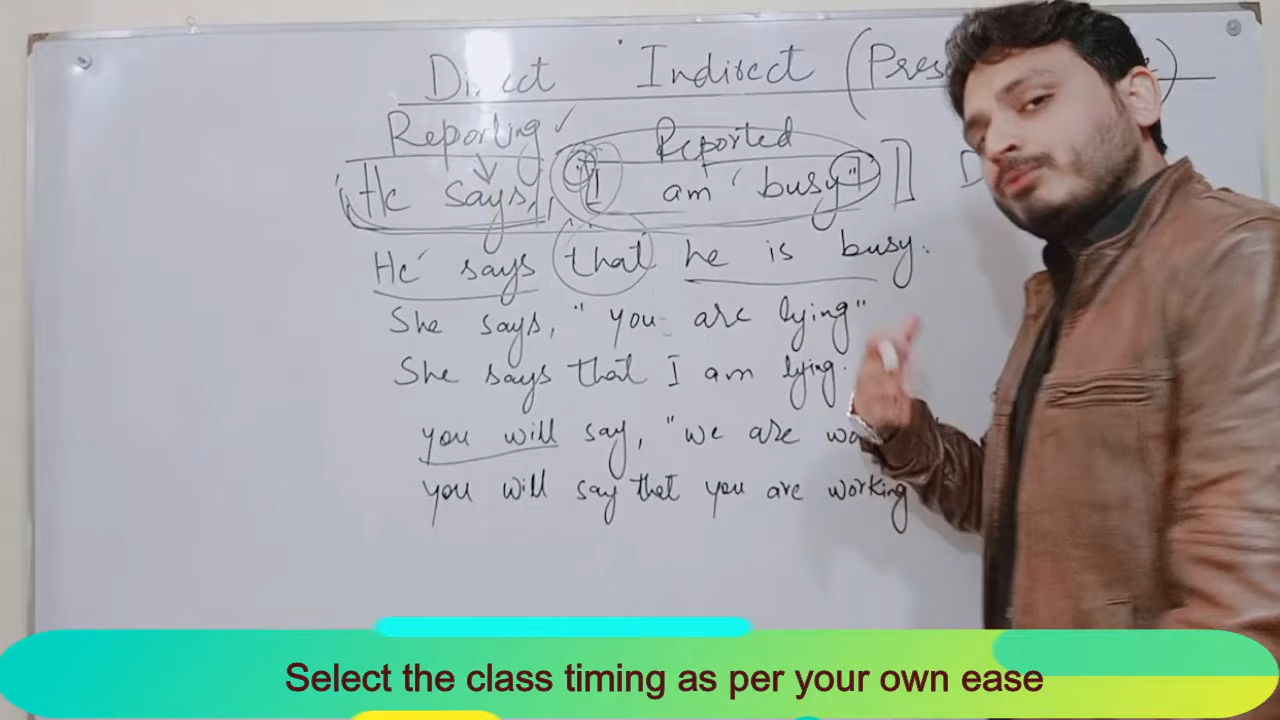 Direct Indirect (Pres
Reporting ✓ Reported
He says, "I am busy"
He says that he is busy.
She says, "you are lying"
She says that I am lying.
you will say, "we are wo
you will say that you are working
Select the class timing as per your own ease